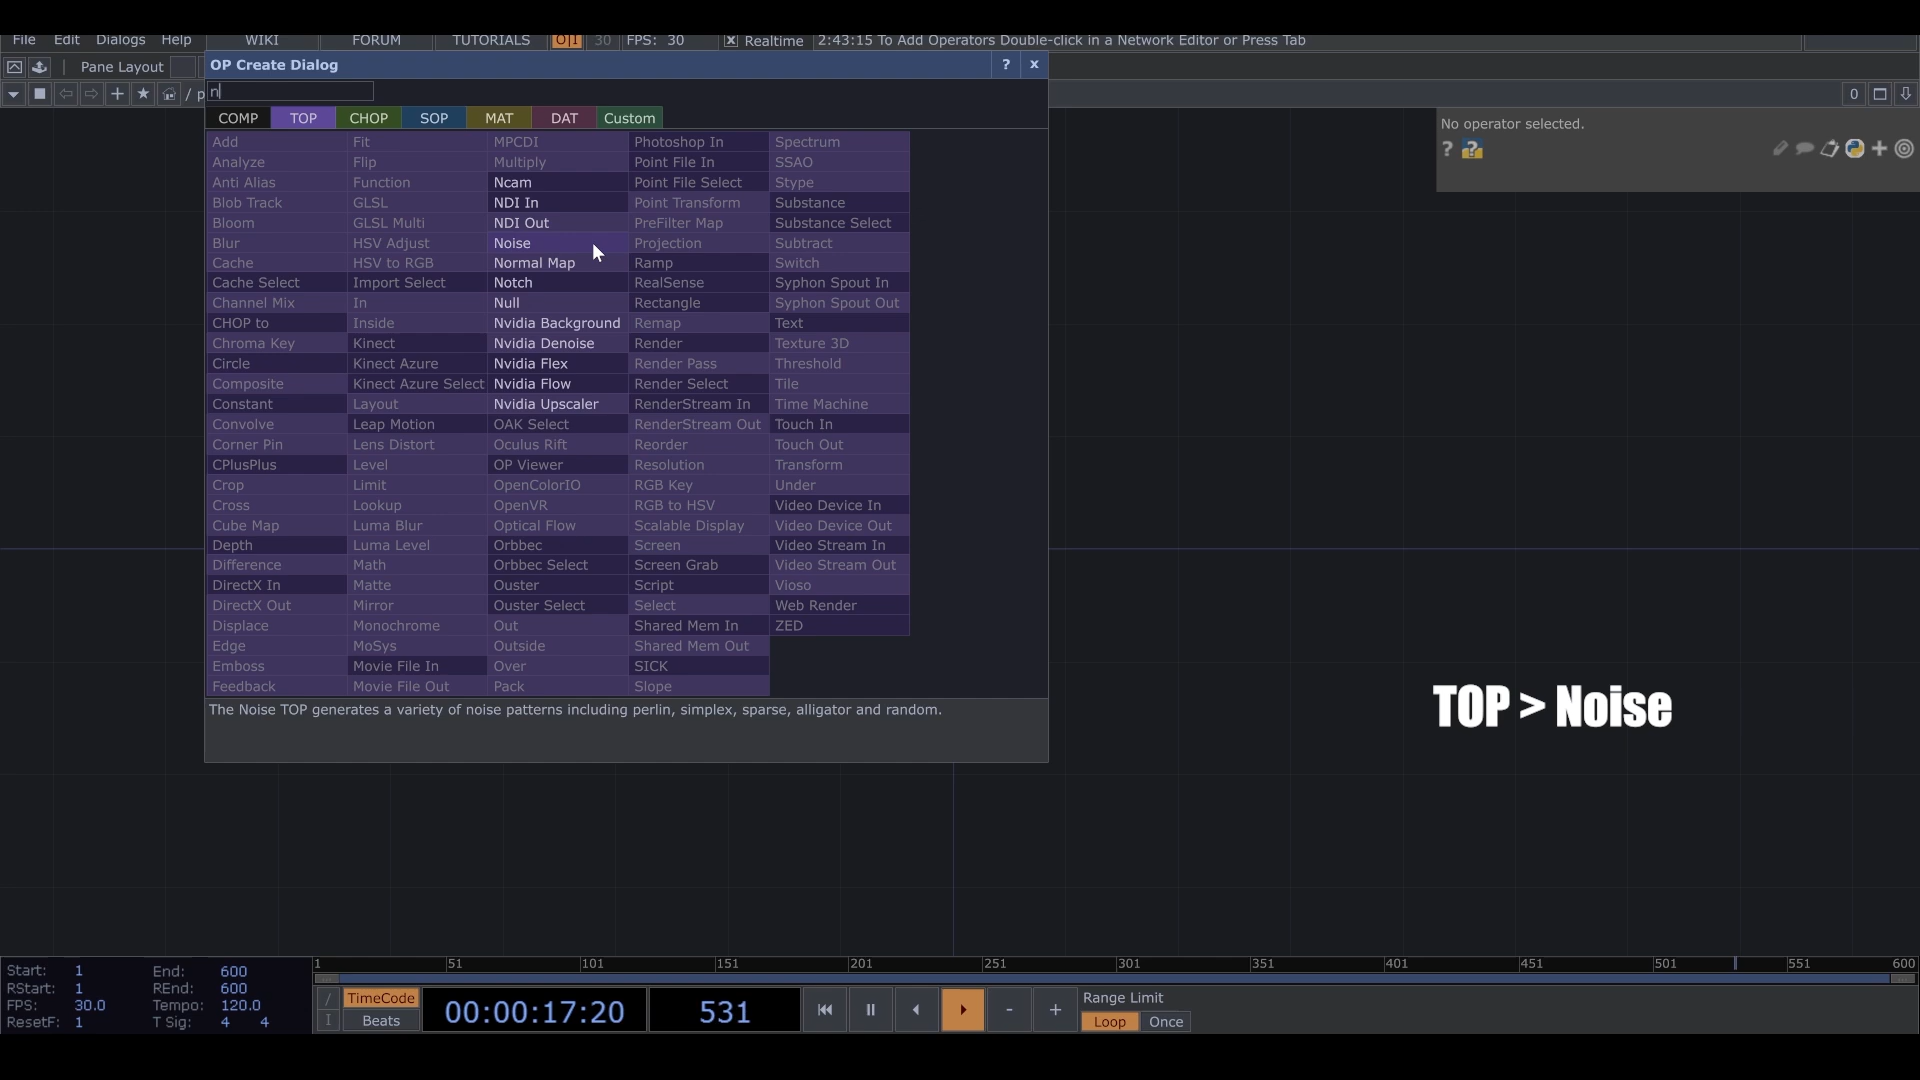 File Edit Dialogs Help WIKI FORUM TUTORIALS O|I 30 FPS: 30 Realtime 2:43:15 To Add Operators Double-click in a Network Editor or Press Tab
Pane Layout
OP Create Dialog ? x
/ p n 0
COMP TOP CHOP SOP MAT DAT Custom
No operator selected.
Add Fit MPCDI Photoshop In Spectrum
Analyze Flip Multiply Point File In SSAO
Anti Alias Function Ncam Point File Select Stype
Blob Track GLSL NDI In Point Transform Substance
Bloom GLSL Multi NDI Out PreFilter Map Substance Select
Blur HSV Adjust Noise Projection Subtract
Cache HSV to RGB Normal Map Ramp Switch
Cache Select Import Select Notch RealSense Syphon Spout In
Channel Mix In Null Rectangle Syphon Spout Out
CHOP to Inside Nvidia Background Remap Text
Chroma Key Kinect Nvidia Denoise Render Texture 3D
Circle Kinect Azure Nvidia Flex Render Pass Threshold
Composite Kinect Azure Select Nvidia Flow Render Select Tile
Constant Layout Nvidia Upscaler RenderStream In Time Machine
Convolve Leap Motion OAK Select RenderStream Out Touch In
Corner Pin Lens Distort Oculus Rift Reorder Touch Out
CPlusPlus Level OP Viewer Resolution Transform
Crop Limit OpenColorIO RGB Key Under
Cross Lookup OpenVR RGB to HSV Video Device In
Cube Map Luma Blur Optical Flow Scalable Display Video Device Out
Depth Luma Level Orbbec Screen Video Stream In
Difference Math Orbbec Select Screen Grab Video Stream Out
DirectX In Matte Ouster Script Vioso
DirectX Out Mirror Ouster Select Select Web Render
Displace Monochrome Out Shared Mem In ZED
Edge MoSys Outside Shared Mem Out
Emboss Movie File In Over SICK
Feedback Movie File Out Pack Slope
The Noise TOP generates a variety of noise patterns including perlin, simplex, sparse, alligator and random.
TOP > Noise
1 51 101 151 201 251 301 351 401 451 501 551 600
Start: 1 End: 600
RStart: 1 REnd: 600
FPS: 30.0 Tempo: 120.0
ResetF: 1 T Sig: 4 4
/ TimeCode
I Beats
00:00:17:20 531 - +
Range Limit
Loop Once